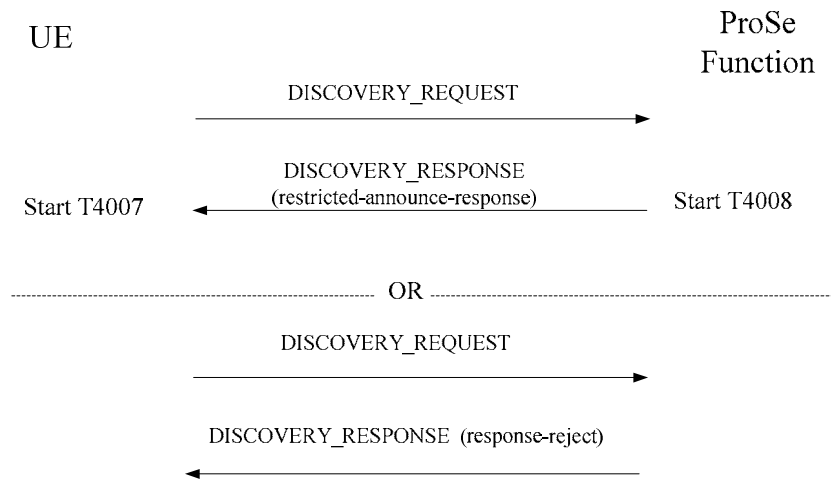 UE
ProSe
Function
DISCOVERY_REQUEST
DISCOVERY_RESPONSE
(restricted-announce-response)
Start T4007
Start T4008
OR
DISCOVERY_REQUEST
DISCOVERY_RESPONSE (response-reject)